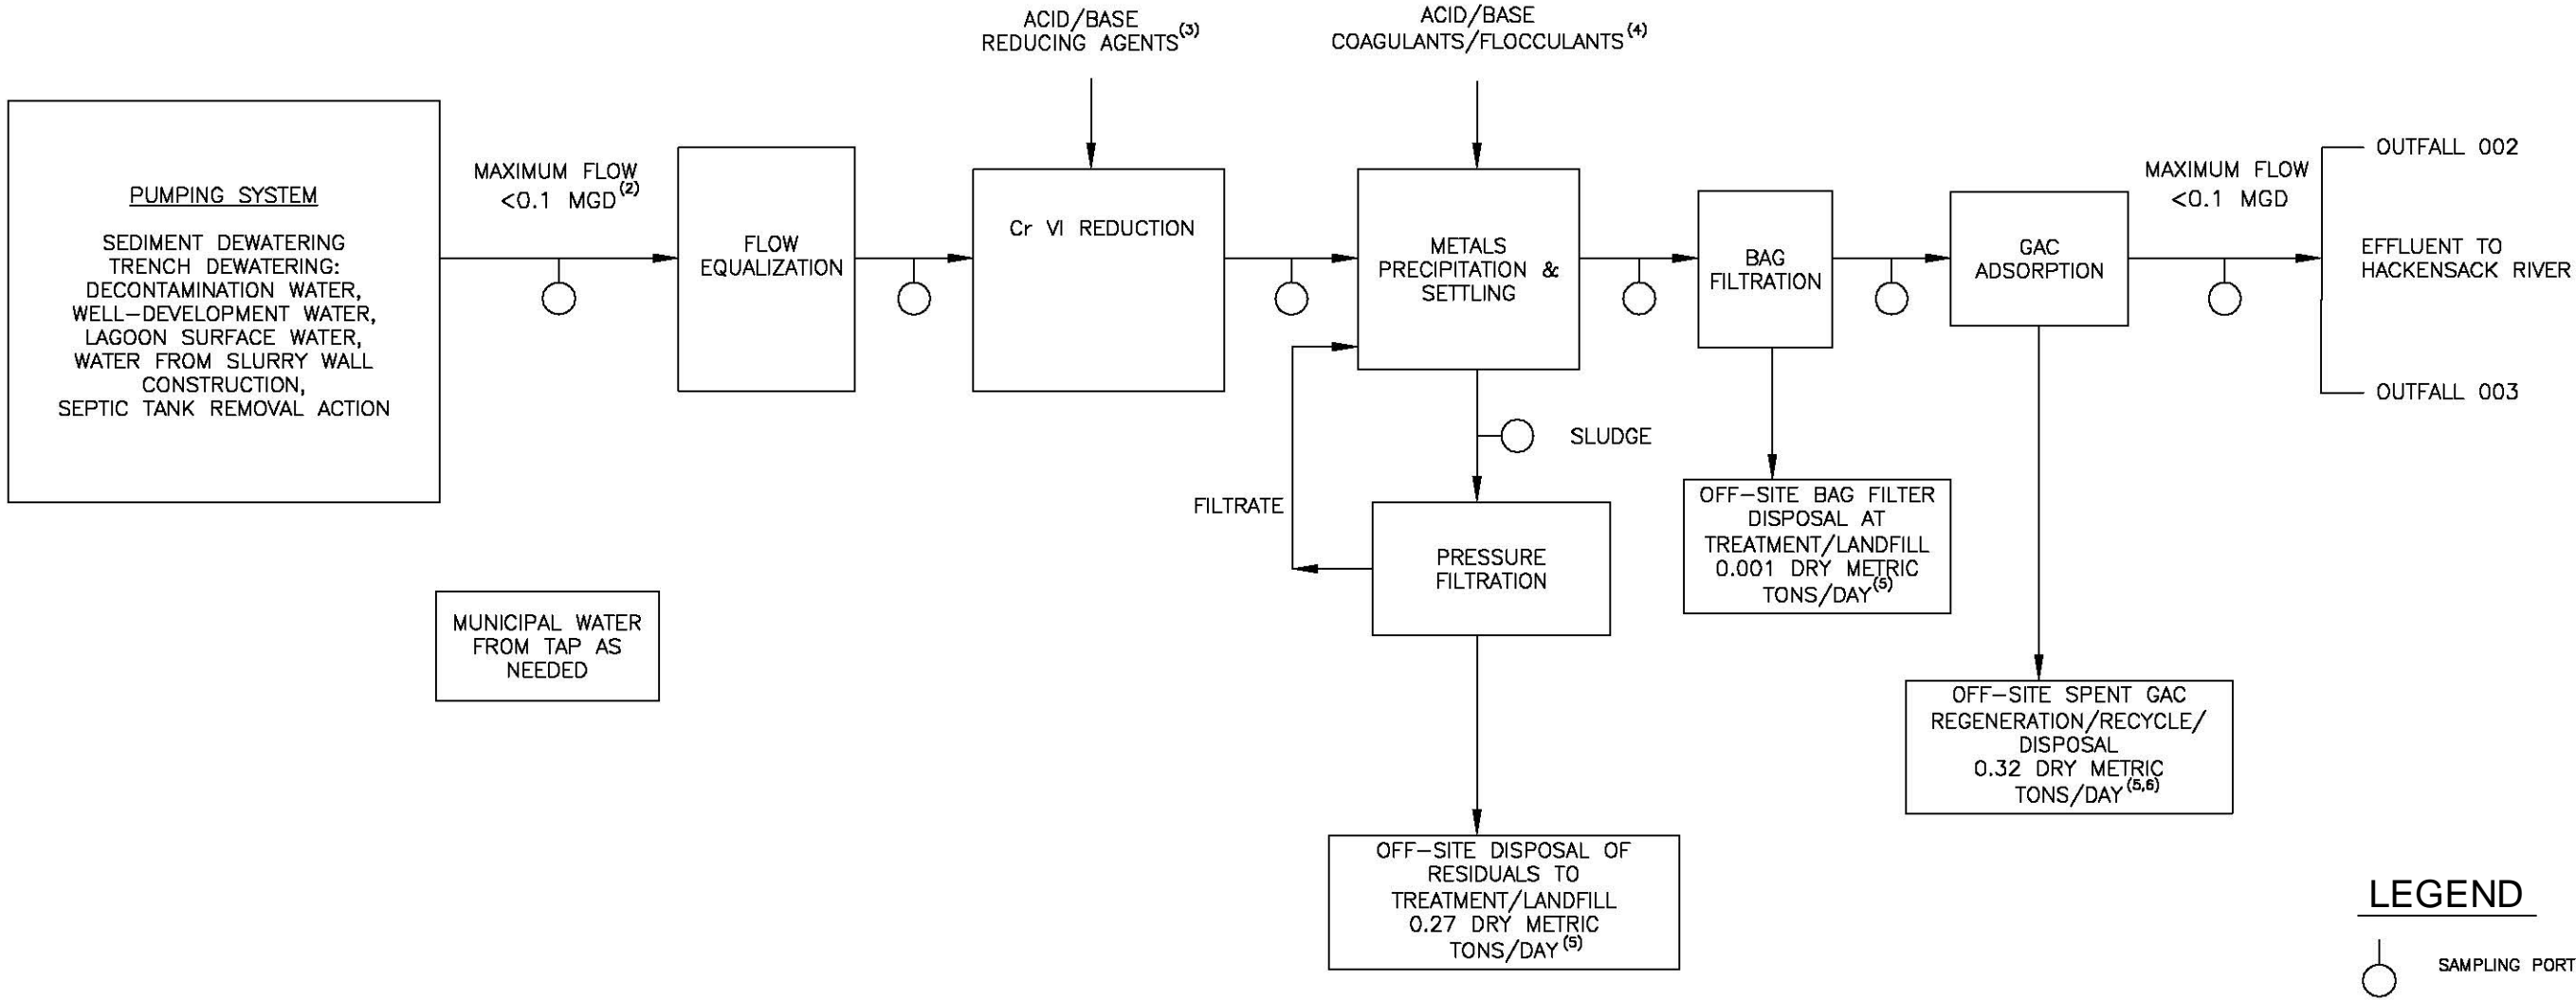 ACID/BASE
REDUCING AGENTS(3)
ACID/BASE
COAGULANTS/FLOCCULANTS(4)
PUMPING SYSTEM
SEDIMENT DEWATERING
TRENCH DEWATERING:
DECONTAMINATION WATER,
WELL-DEVELOPMENT WATER,
LAGOON SURFACE WATER,
WATER FROM SLURRY WALL
CONSTRUCTION,
SEPTIC TANK REMOVAL ACTION
MAXIMUM FLOW
<0.1 MGD(2)
FLOW
EQUALIZATION
Cr VI REDUCTION
METALS
PRECIPITATION &
SETTLING
BAG
FILTRATION
GAC
ADSORPTION
MAXIMUM FLOW
<0.1 MGD
OUTFALL 002
EFFLUENT TO
HACKENSACK RIVER
OUTFALL 003
SLUDGE
FILTRATE
PRESSURE
FILTRATION
OFF-SITE BAG FILTER
DISPOSAL AT
TREATMENT/LANDFILL
0.001 DRY METRIC
TONS/DAY(5)
MUNICIPAL WATER
FROM TAP AS
NEEDED
OFF-SITE SPENT GAC
REGENERATION/RECYCLE/
DISPOSAL
0.32 DRY METRIC
TONS/DAY(5,6)
OFF-SITE DISPOSAL OF
RESIDUALS TO
TREATMENT/LANDFILL
0.27 DRY METRIC
TONS/DAY(5)
LEGEND
SAMPLING PORT